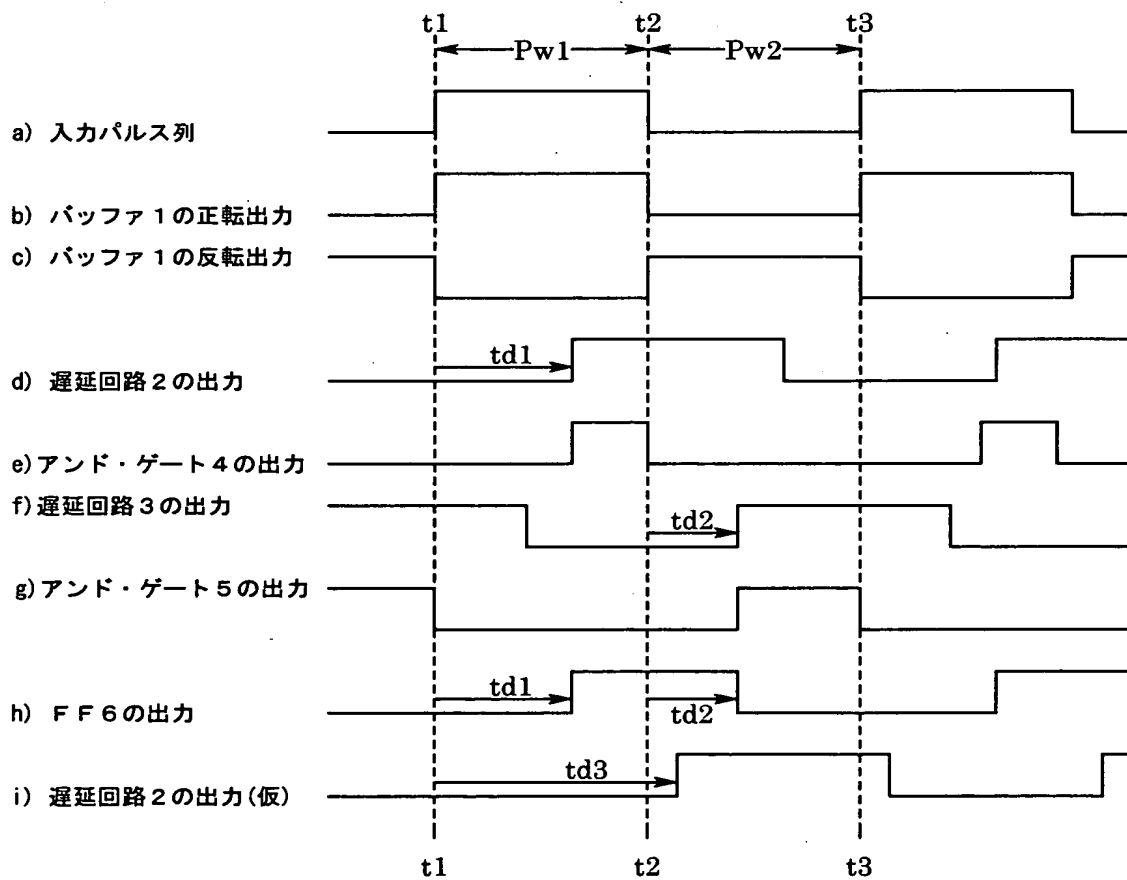 t1 t2 t3
Pw1 Pw2
a) 入力パルス列
b) バッファ1の正転出力
c) バッファ1の反転出力
td1
d) 遅延回路2の出力
e)アンド・ゲート4の出力
f)遅延回路3の出力
td2
g)アンド・ゲート5の出力
td1
td2
h) FF6の出力
td3
i) 遅延回路2の出力(仮)
t1 t2 t3